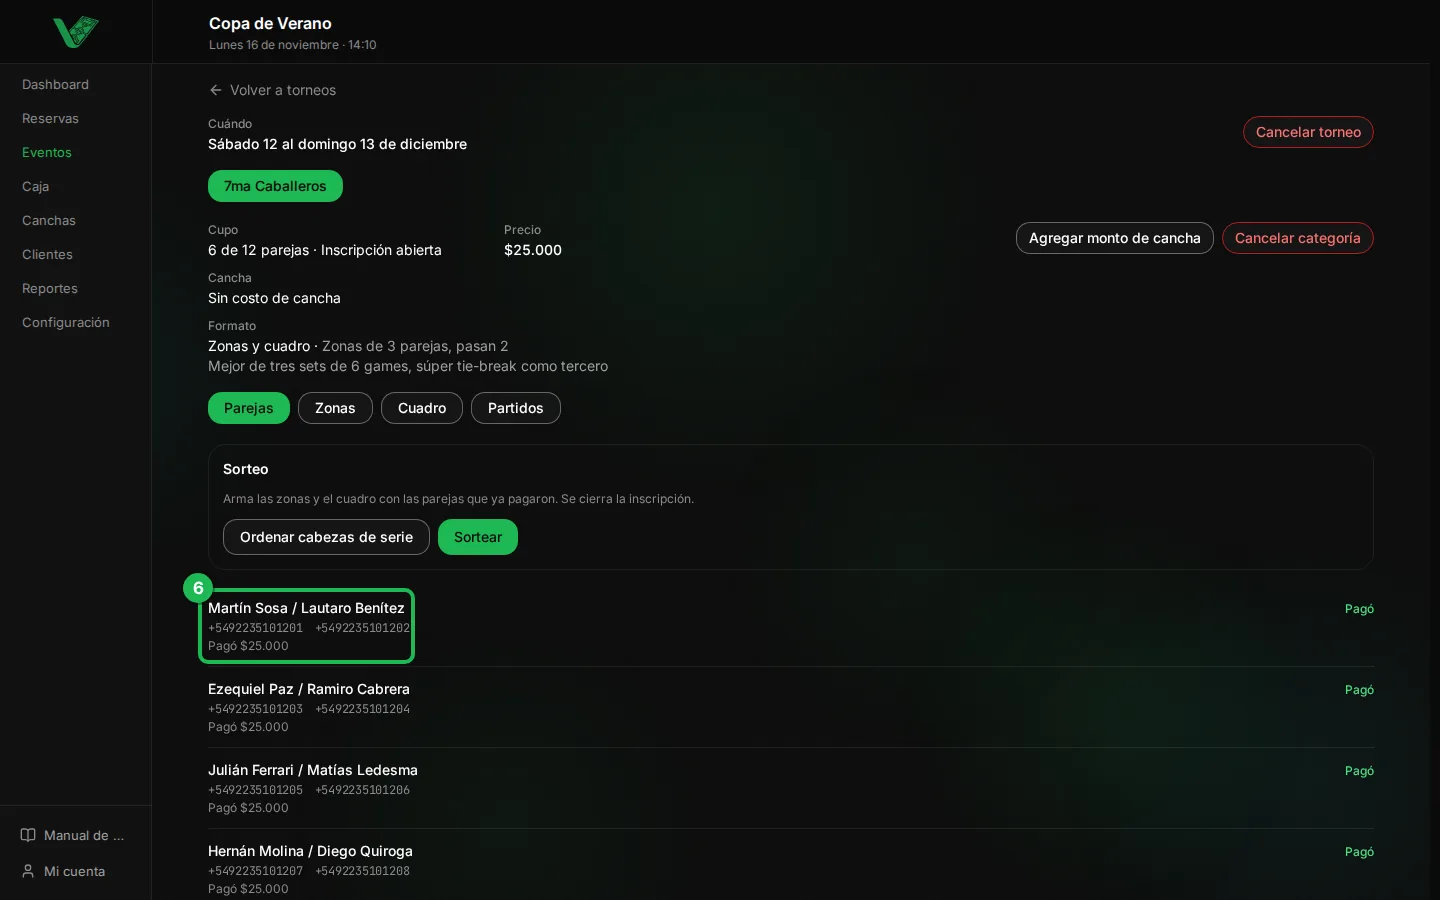 Copa de Verano
Lunes 16 de noviembre · 14:10
Dashboard
Reservas
Eventos
Caja
Canchas
Clientes
Reportes
Configuración
Manual de ...
Mi cuenta
Volver a torneos
Cuándo
Sábado 12 al domingo 13 de diciembre
Cancelar torneo
7ma Caballeros
Cupo
6 de 12 parejas · Inscripción abierta
Precio
$25.000
Agregar monto de cancha
Cancelar categoría
Cancha
Sin costo de cancha
Formato
Zonas y cuadro · Zonas de 3 parejas, pasan 2
Mejor de tres sets de 6 games, súper tie-break como tercero
Parejas
Zonas
Cuadro
Partidos
Sorteo
Arma las zonas y el cuadro con las parejas que ya pagaron. Se cierra la inscripción.
Ordenar cabezas de serie
Sortear
6
Martín Sosa / Lautaro Benítez
Pagó
+5492235101201 +5492235101202
Pagó $25.000
Ezequiel Paz / Ramiro Cabrera
Pagó
+5492235101203 +5492235101204
Pagó $25.000
Julián Ferrari / Matías Ledesma
Pagó
+5492235101205 +5492235101206
Pagó $25.000
Hernán Molina / Diego Quiroga
Pagó
+5492235101207 +5492235101208
Pagó $25.000